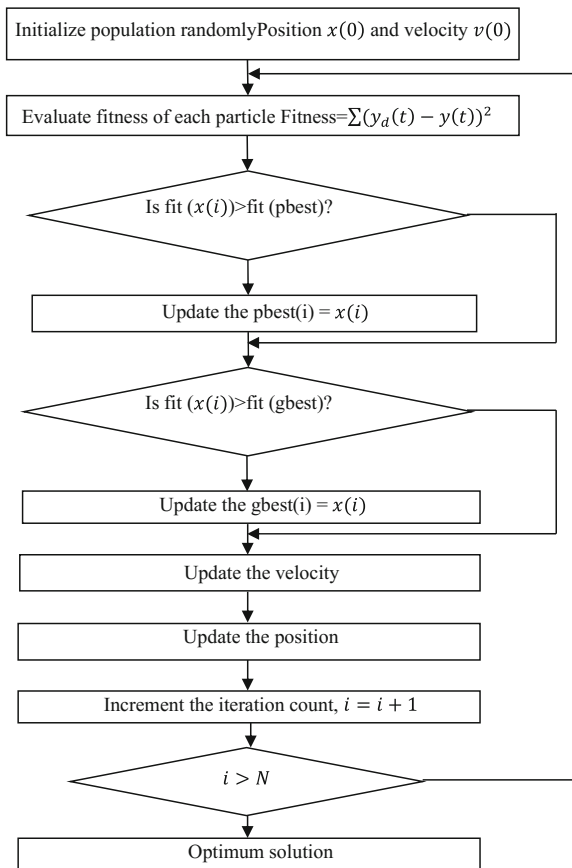 Initialize population randomlyPosition x(0) and velocity v(0)
Evaluate fitness of each particle Fitness=∑(y_d(t) − y(t))²
Is fit (x(i))>fit (pbest)?
Update the pbest(i) = x(i)
Is fit (x(i))>fit (gbest)?
Update the gbest(i) = x(i)
Update the velocity
Update the position
Increment the iteration count, i = i + 1
i > N
Optimum solution